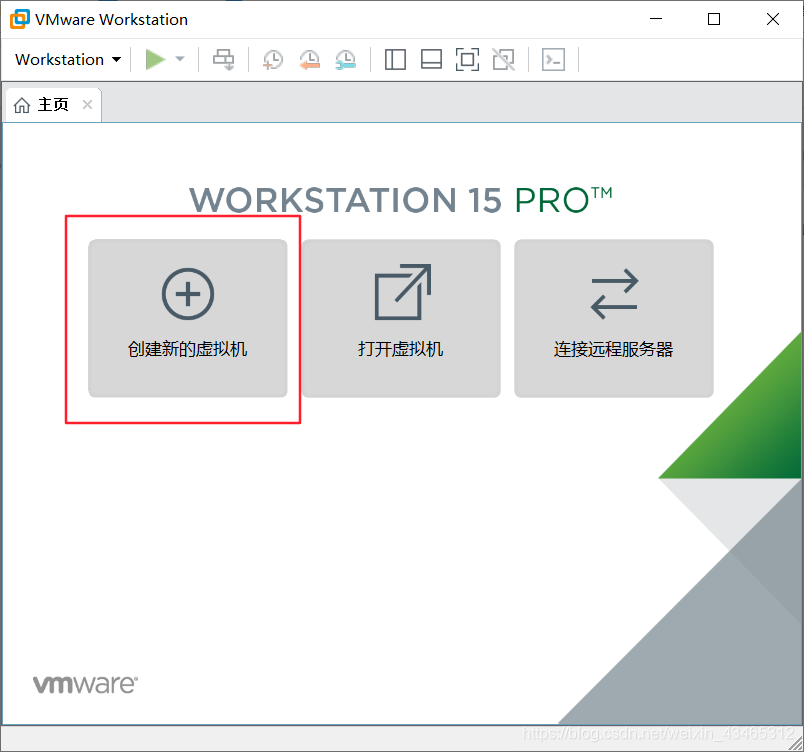 VMware Workstation
Workstation
主页
WORKSTATION 15 PRO™
创建新的虚拟机
打开虚拟机
连接远程服务器
vmware®
https://blog.csdn.net/weixin_43465312